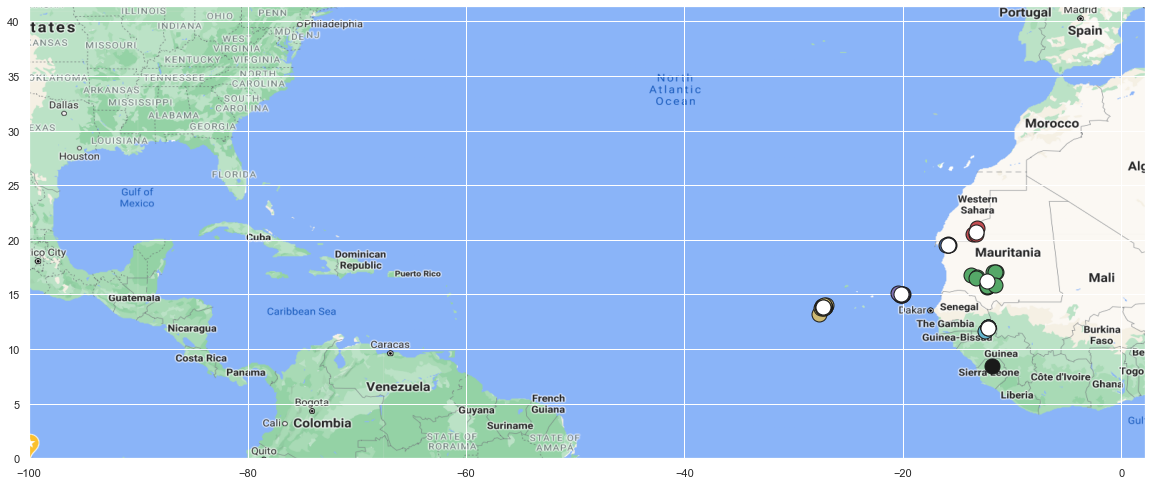 ILLINOIS
OHIO
PENN
Philadelphia
Portugal
Madrid
40
tates
INDIANA
MD
DE
NJ
Spain
ANSAS
MISSOURI
WEST
VIRGINIA
KENTUCKY
VIRGINIA
35
OKLAHOMA
TENNESSEE
NORTH
CAROLINA
North
Atlantic
Ocean
ARKANSAS
MISSISSIPPI
SOUTH
CAROLINA
Dallas
ALABAMA
GEORGIA
Morocco
30
EXAS
LOUISIANA
Houston
Alg
25
FLORIDA
Gulf of
Mexico
Western
Sahara
20
Cuba
ico City
Dominican
Republic
Mauritania
Puerto Rico
Mali
15
Guatemala
Caribbean Sea
Dakar
Senegal
Nicaragua
The Gambia
Guinea-Bissau
Burkina
Faso
10
Caracas
Costa Rica
Panama
Guinea
Be
Sierra Leone
Côte d'Ivoire
Togo
Ghana
Venezuela
Liberia
5
Bogota
French
Guiana
Guyana
Cali
Colombia
Suriname
Gul
STATE OF
RORAIMA
STATE OF
AMAPA
Quito
0
−100
−80
−60
−40
−20
0